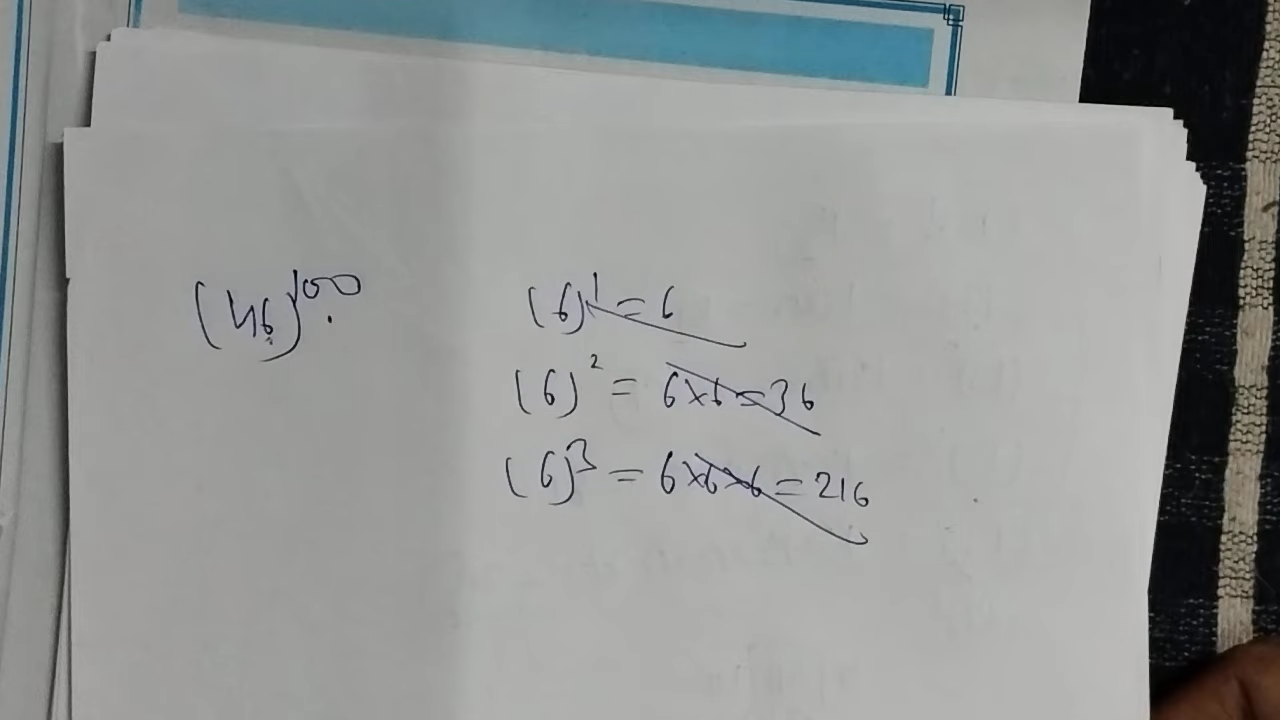 (46)¹⁰⁰
(6)¹ = 6
(6)² = 6×6=36
(6)³ = 6×6×6=216